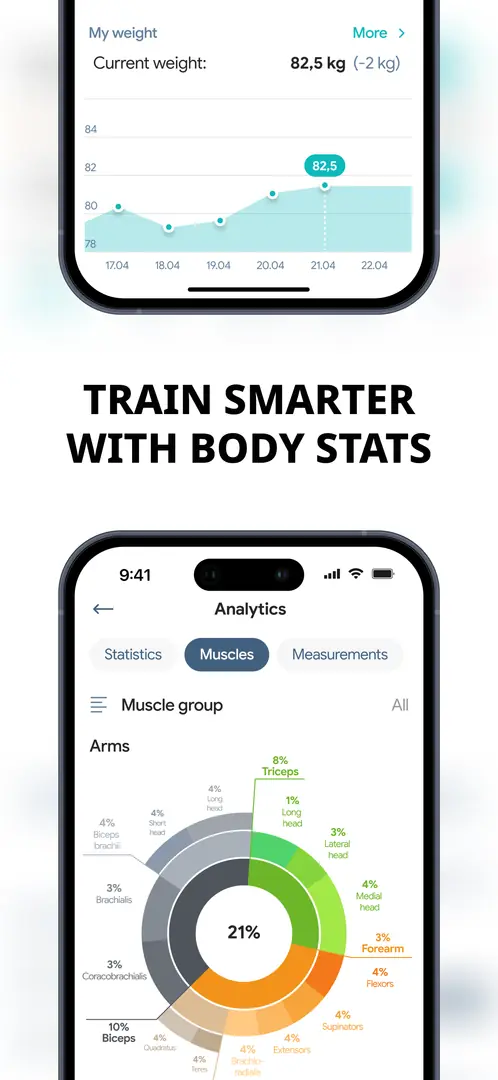 My weight
More
Current weight:
82,5 kg (-2 kg)
84
82
82,5
80
78
17.04
18.04
19.04
20.04
21.04
22.04
TRAIN SMARTER
WITH BODY STATS
9:41
Analytics
Statistics
Muscles
Measurements
Muscle group
All
Arms
8%
Triceps
4%
Long
head
1%
Long
head
4%
Short
head
4%
Biceps
brachii
3%
Lateral
head
3%
Brachialis
4%
Medial
head
21%
3%
Forearm
3%
Coracobrachialis
4%
Flexors
10%
Biceps
4%
Supinators
4%
Quadratus
4%
Extensors
4%
Brachio-
radialis
4%
Teres